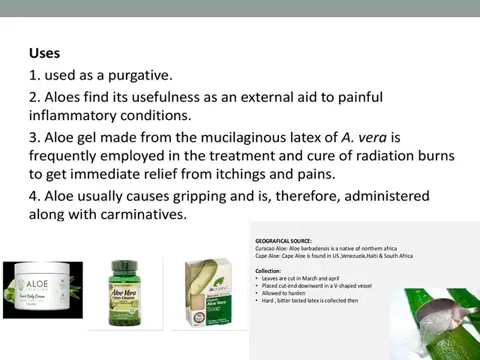 Uses
1. used as a purgative.
2. Aloes find its usefulness as an external aid to painful
inflammatory conditions.
3. Aloe gel made from the mucilaginous latex of A. vera is
frequently employed in the treatment and cure of radiation burns
to get immediate relief from itchings and pains.
4. Aloe usually causes gripping and is, therefore, administered
along with carminatives.
GEOGRAFICAL SOURCE:
Curacao Aloe: Aloe barbadensis is a native of northern africa
Cape Aloe: Cape Aloe is found in US ,Venezuela,Haiti & South Africa
Collection:
• Leaves are cut in March and april
• Placed cut-end downward in a V-shaped vessel
• Allowed to harden
• Hard , bitter tasted latex is collected then
ALOE
Aloe Vera
Aloe Vera
Soap